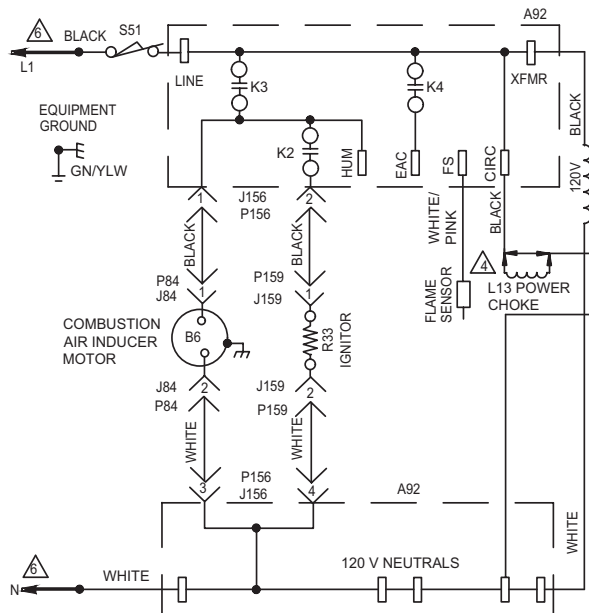 6
BLACK
S51
A92
L1
LINE
K3
K4
XFMR
EQUIPMENT
GROUND
GN/YLW
K2
HUM
EAC
FS
CIRC
BLACK
120V
1
J156
P156
2
WHITE/
PINK
BLACK
BLACK
BLACK
4
L13 POWER
CHOKE
FLAME
SENSOR
P84
J84
1
P159
J159
1
COMBUSTION
AIR INDUCER
MOTOR
B6
R33
IGNITOR
J84
P84
2
J159
P159
2
WHITE
WHITE
P156
J156
3
4
A92
WHITE
6
N
WHITE
120 V NEUTRALS